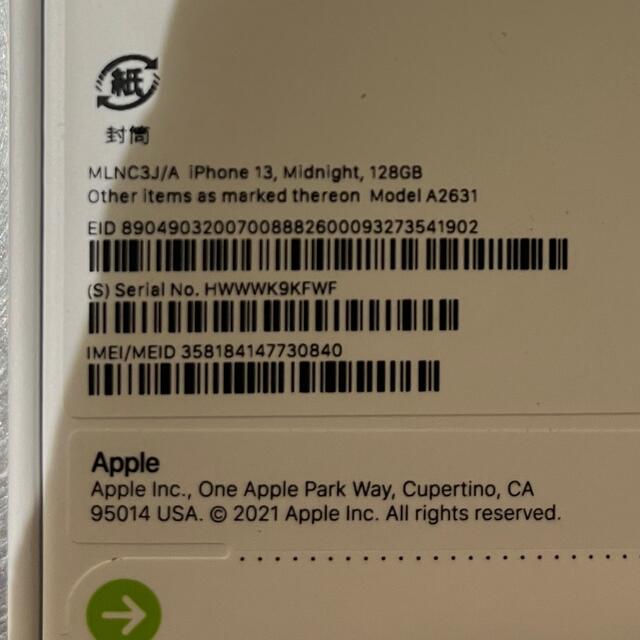 紙
封筒
MLNC3J/A iPhone 13, Midnight, 128GB
Other items as marked thereon Model A2631
EID 89049032007008882600093273541902
(S) Serial No. HWWWK9KFWF
IMEI/MEID 358184147730840
Apple
Apple Inc., One Apple Park Way, Cupertino, CA
95014 USA. © 2021 Apple Inc. All rights reserved.